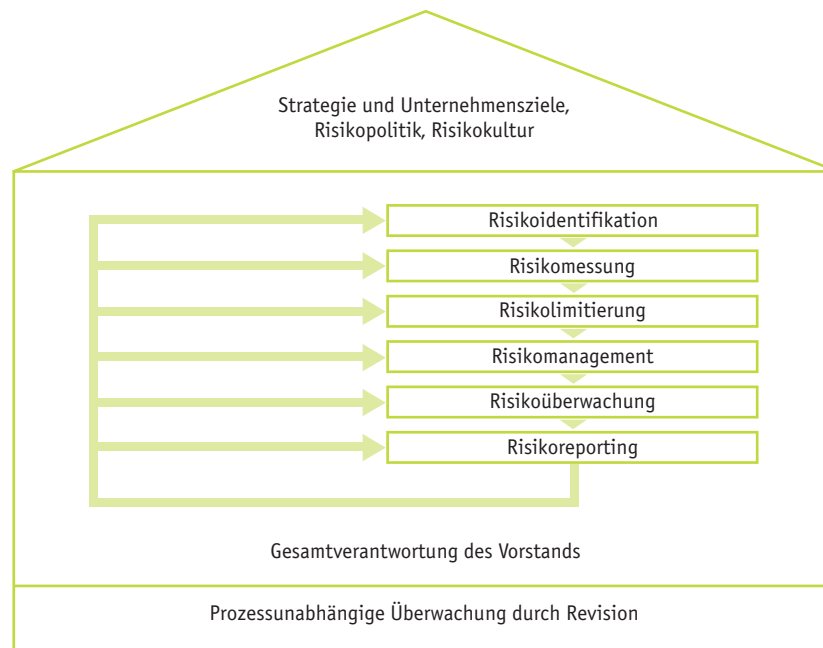 Strategie und Unternehmensziele,
Risikopolitik, Risikokultur
Risikoidentifikation
Risikomessung
Risikolimitierung
Risikomanagement
Risikoüberwachung
Risikoreporting
Gesamtverantwortung des Vorstands
Prozessunabhängige Überwachung durch Revision